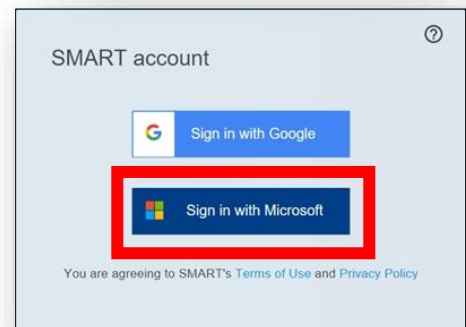 SMART account
Sign in with Google
Sign in with Microsoft
You are agreeing to SMART's Terms of Use and Privacy Policy